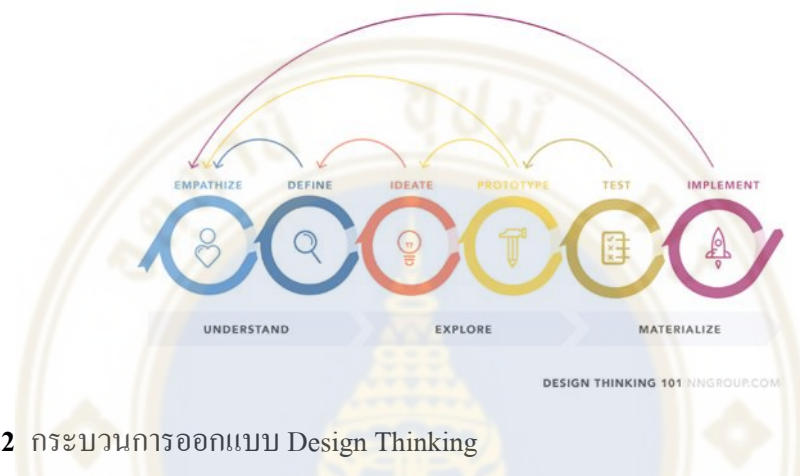 EMPATHIZE DEFINE IDEATE PROTOTYPE TEST IMPLEMENT
UNDERSTAND EXPLORE MATERIALIZE
DESIGN THINKING 101 NNGROUP.COM
2 กระบวนการออกแบบ Design Thinking